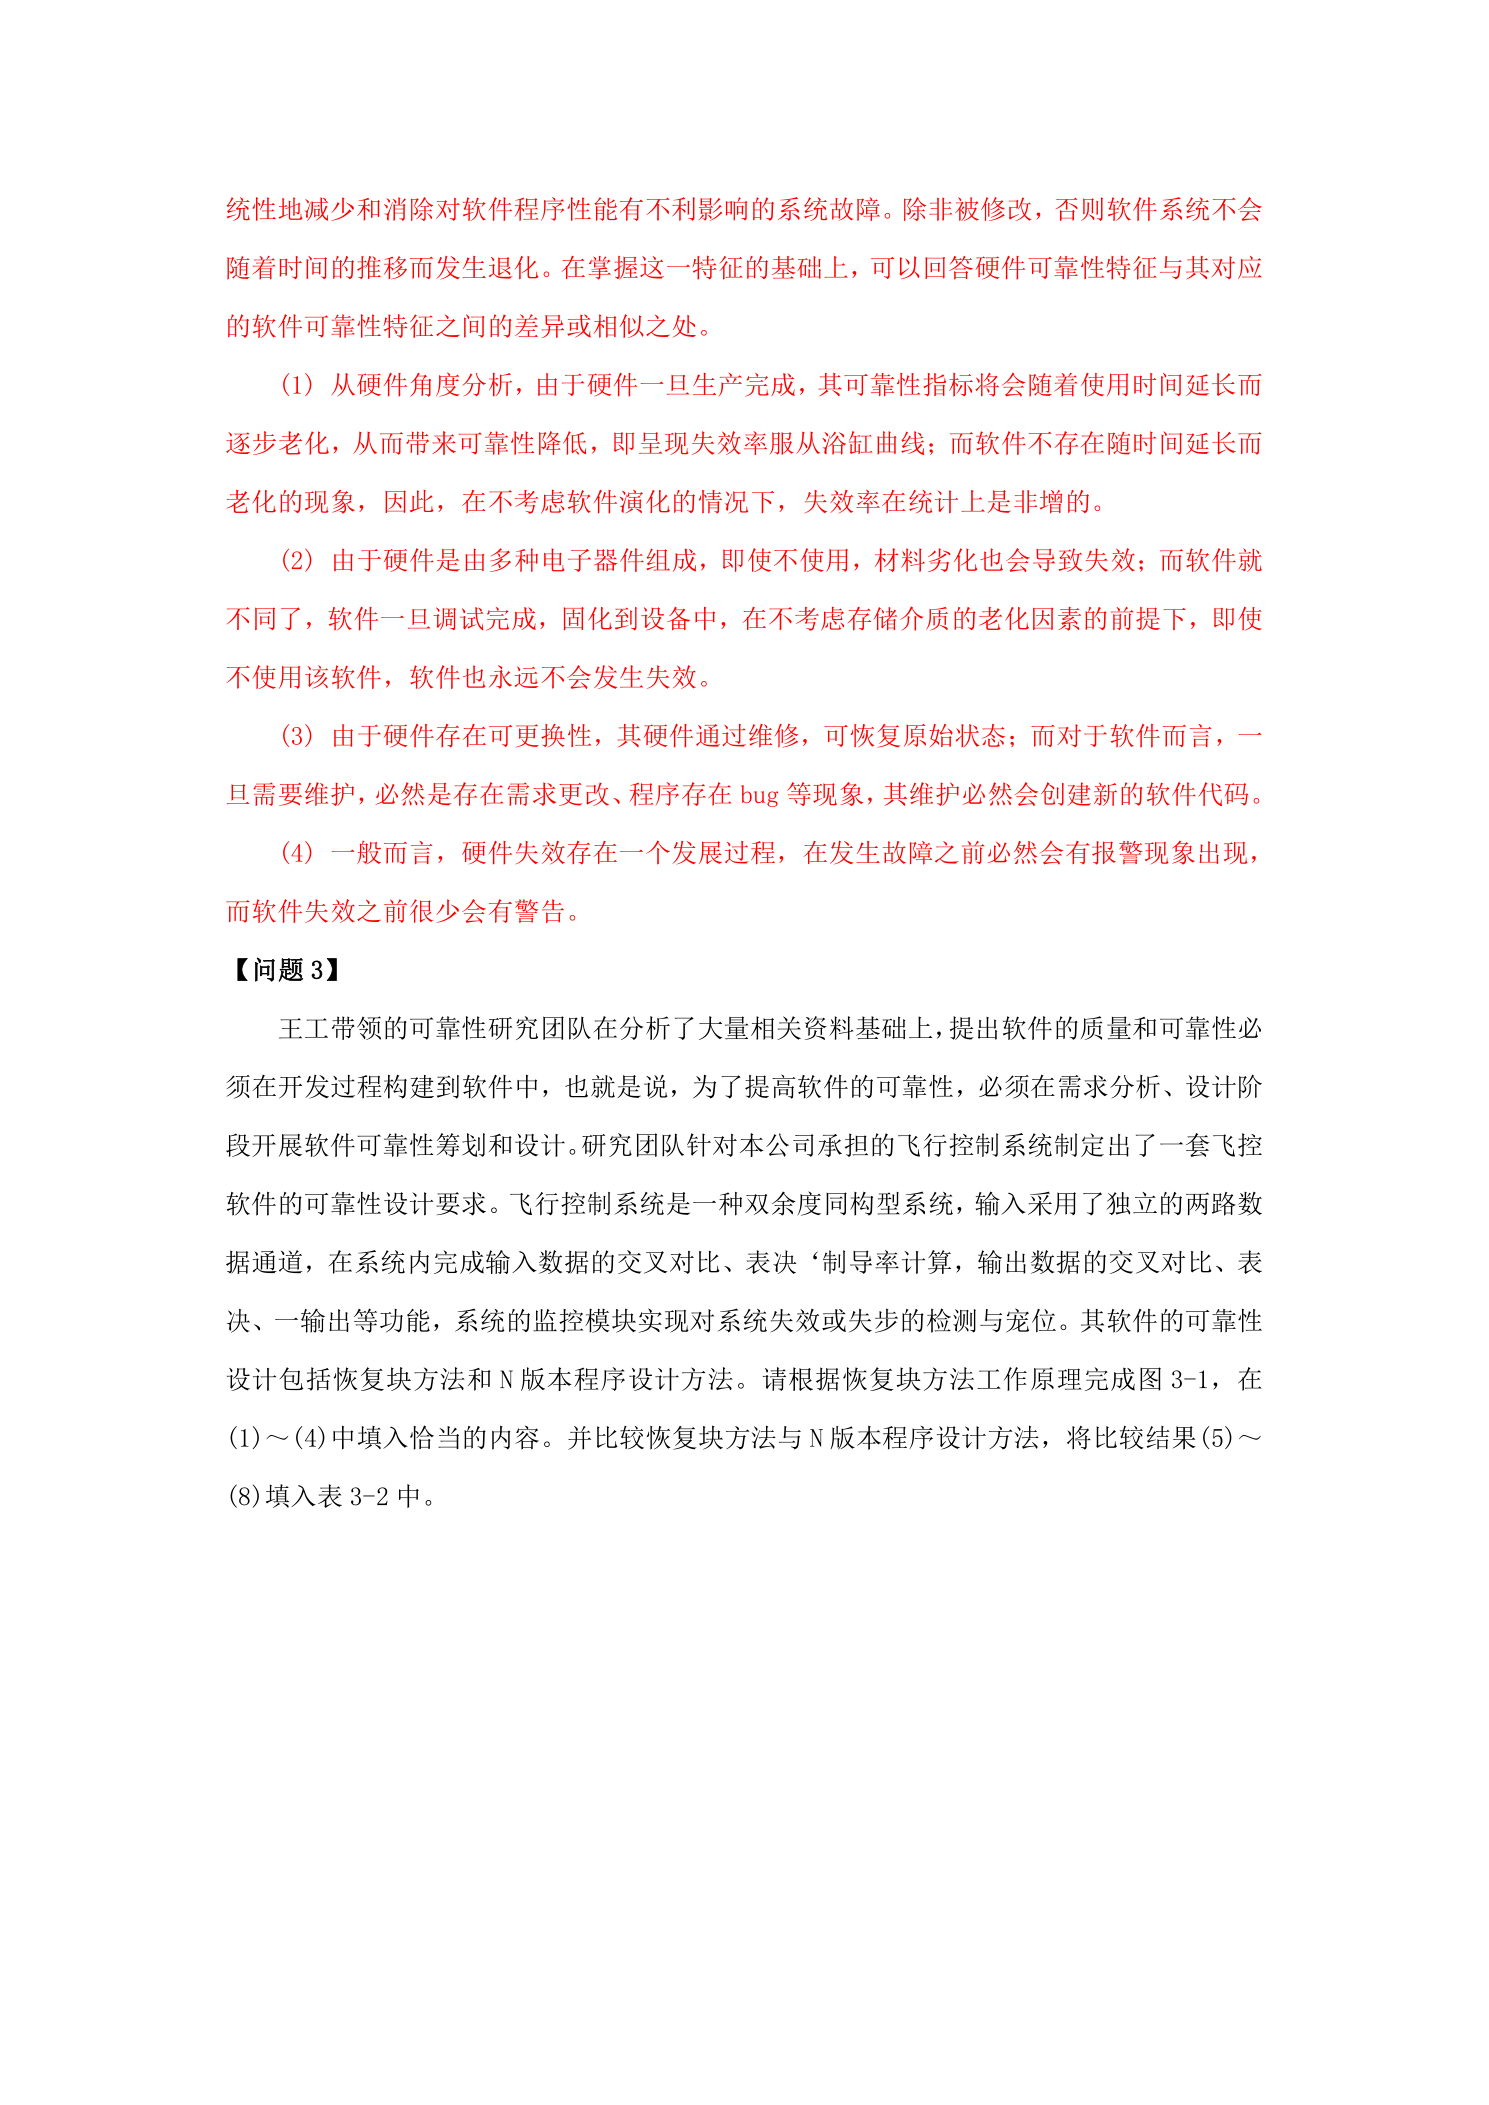 统性地减少和消除对软件程序性能有不利影响的系统故障。除非被修改，否则软件系统不会
随着时间的推移而发生退化。在掌握这一特征的基础上，可以回答硬件可靠性特征与其对应
的软件可靠性特征之间的差异或相似之处。
(1) 从硬件角度分析，由于硬件一旦生产完成，其可靠性指标将会随着使用时间延长而
逐步老化，从而带来可靠性降低，即呈现失效率服从浴缸曲线；而软件不存在随时间延长而
老化的现象，因此，在不考虑软件演化的情况下，失效率在统计上是非增的。
(2) 由于硬件是由多种电子器件组成，即使不使用，材料劣化也会导致失效；而软件就
不同了，软件一旦调试完成，固化到设备中，在不考虑存储介质的老化因素的前提下，即使
不使用该软件，软件也永远不会发生失效。
(3) 由于硬件存在可更换性，其硬件通过维修，可恢复原始状态；而对于软件而言，一
旦需要维护，必然是存在需求更改、程序存在 bug 等现象，其维护必然会创建新的软件代码。
(4) 一般而言，硬件失效存在一个发展过程，在发生故障之前必然会有报警现象出现，
而软件失效之前很少会有警告。
【问题 3】
王工带领的可靠性研究团队在分析了大量相关资料基础上，提出软件的质量和可靠性必
须在开发过程构建到软件中，也就是说，为了提高软件的可靠性，必须在需求分析、设计阶
段开展软件可靠性筹划和设计。研究团队针对本公司承担的飞行控制系统制定出了一套飞控
软件的可靠性设计要求。飞行控制系统是一种双余度同构型系统，输入采用了独立的两路数
据通道，在系统内完成输入数据的交叉对比、表决‘制导率计算，输出数据的交叉对比、表
决、一输出等功能，系统的监控模块实现对系统失效或失步的检测与宠位。其软件的可靠性
设计包括恢复块方法和 N 版本程序设计方法。请根据恢复块方法工作原理完成图 3-1，在
(1)～(4)中填入恰当的内容。并比较恢复块方法与 N 版本程序设计方法，将比较结果(5)～
(8)填入表 3-2 中。